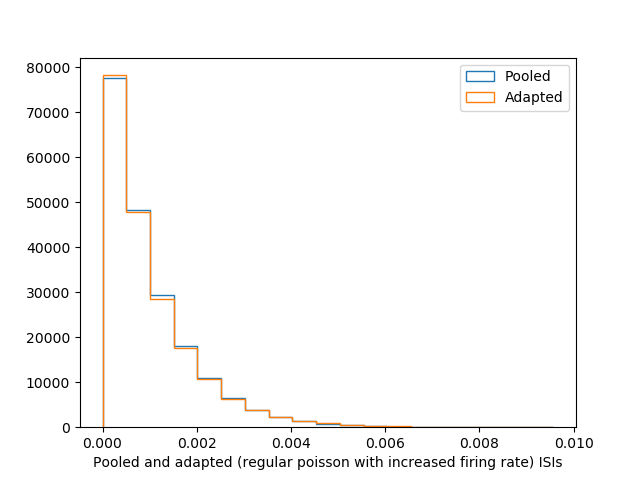 80000
70000
60000
50000
40000
30000
20000
10000
0
0.000 0.002 0.004 0.006 0.008 0.010
Pooled and adapted (regular poisson with increased firing rate) ISIs
Pooled
Adapted